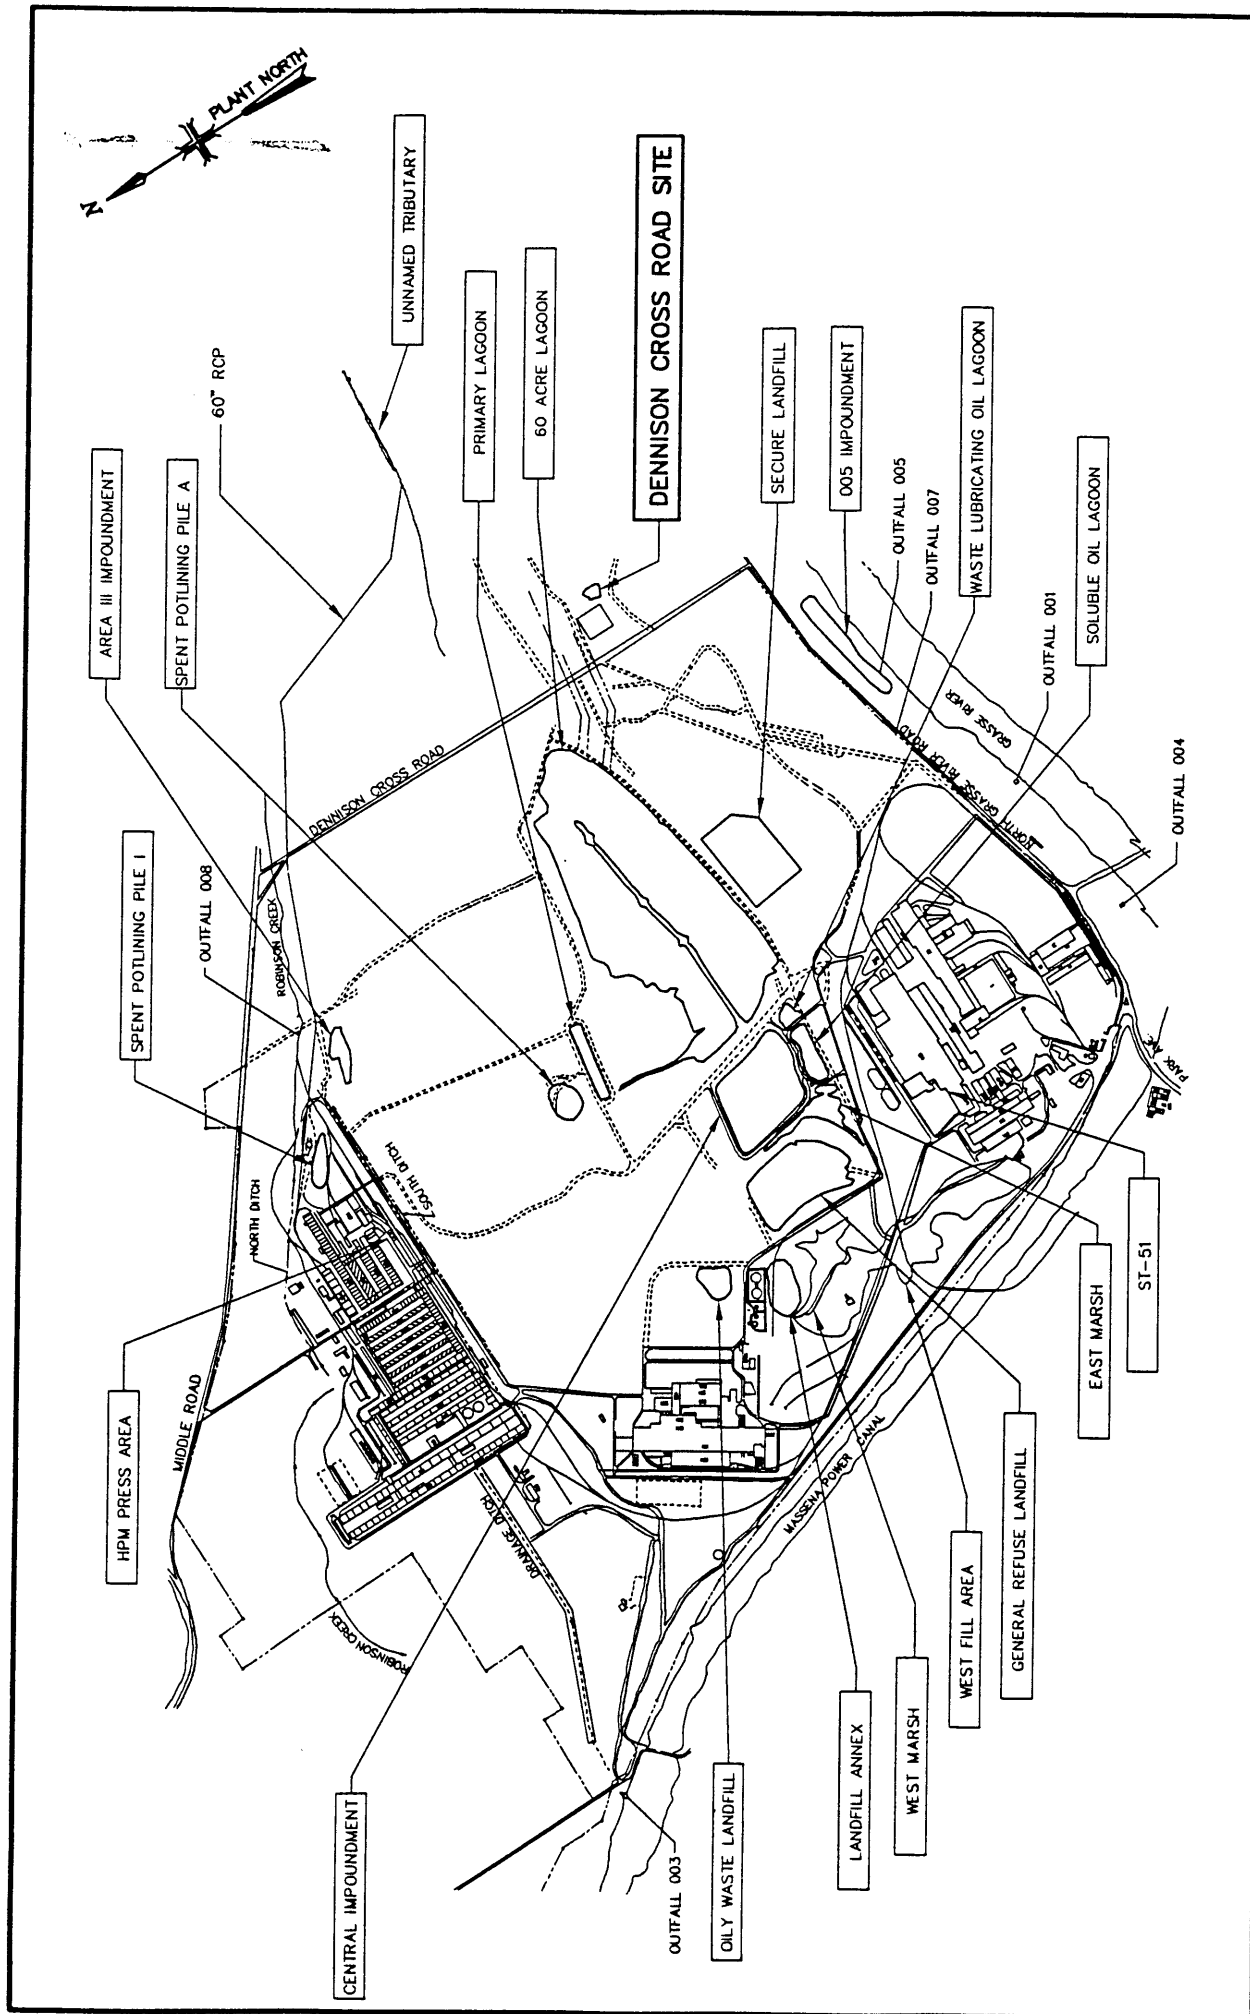 N
PLANT NORTH
UNNAMED TRIBUTARY
60" RCP
AREA III IMPOUNDMENT
SPENT POTLINING PILE A
PRIMARY LAGOON
60 ACRE LAGOON
DENNISON CROSS ROAD SITE
SECURE LANDFILL
005 IMPOUNDMENT
OUTFALL 005
OUTFALL 007
WASTE LUBRICATING OIL LAGOON
OUTFALL 001
SOLUBLE OIL LAGOON
OUTFALL 004
SPENT POTLINING PILE I
OUTFALL 008
ROBINSON CREEK
DENNISON CROSS ROAD
NORTH GRASSE RIVER ROAD
GRASSE RIVER
PARK AVE.
NORTH DITCH
SOUTH DITCH
HPM PRESS AREA
MIDDLE ROAD
ROBINSON CREEK
DRAINAGE DITCH
MASSENA POWER CANAL
ST-51
EAST MARSH
GENERAL REFUSE LANDFILL
WEST FILL AREA
WEST MARSH
LANDFILL ANNEX
OILY WASTE LANDFILL
OUTFALL 003
CENTRAL IMPOUNDMENT